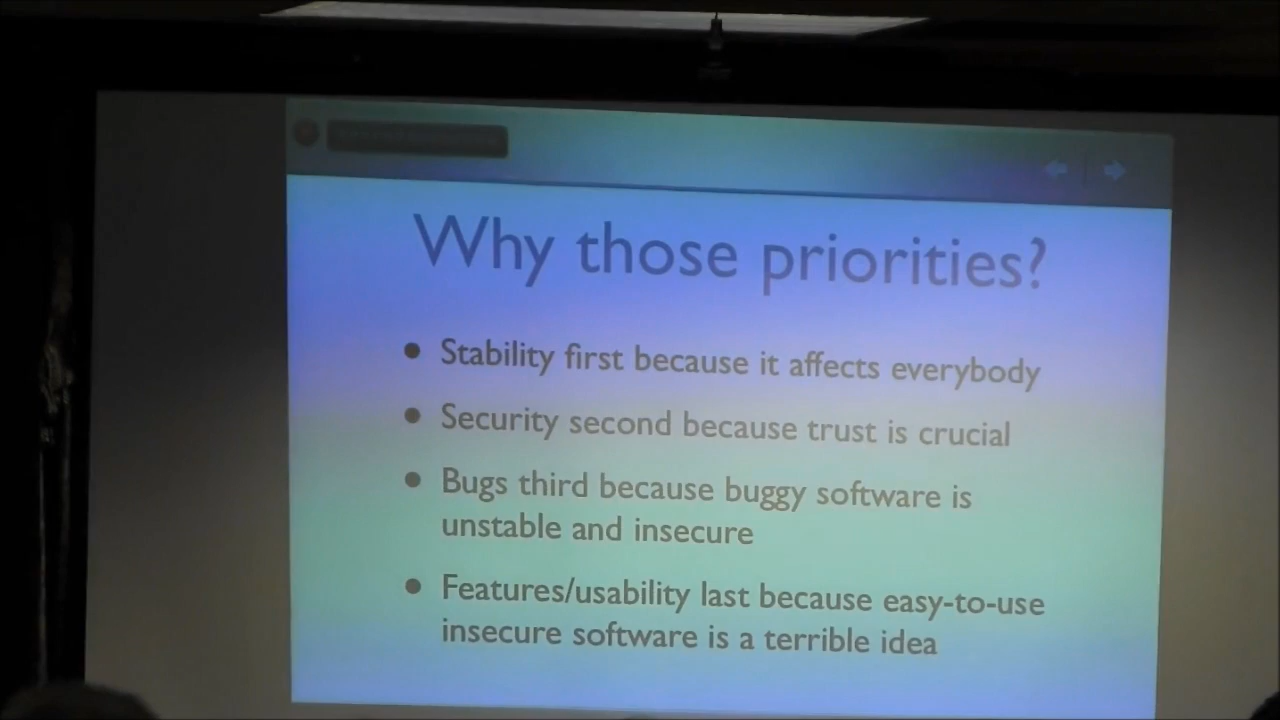 Why those priorities?
• Stability first because it affects everybody
• Security second because trust is crucial
• Bugs third because buggy software is
unstable and insecure
• Features/usability last because easy-to-use
insecure software is a terrible idea